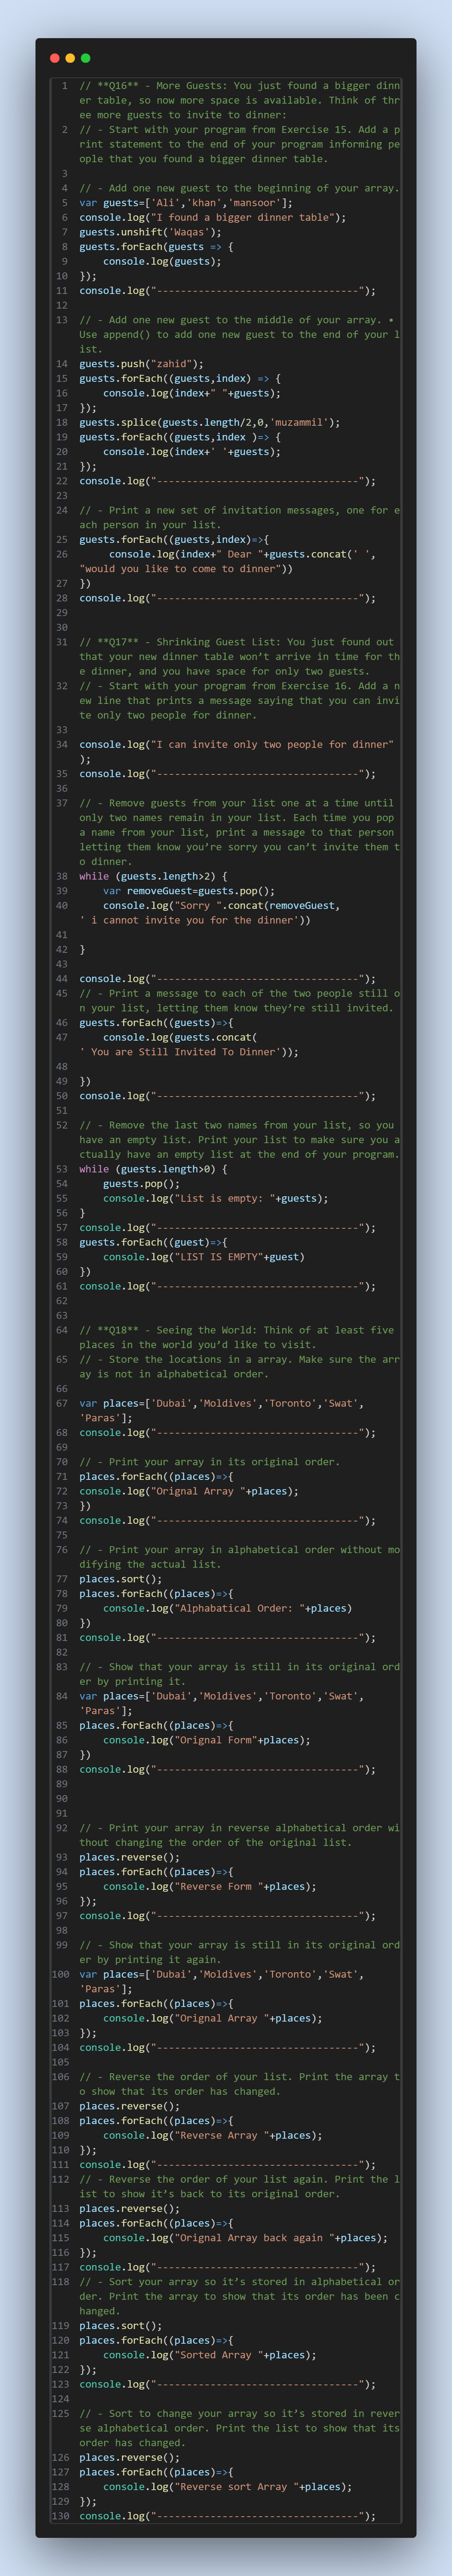 1 // **Q16** - More Guests: You just found a bigger dinn
er table, so now more space is available. Think of thr
ee more guests to invite to dinner:
2 // - Start with your program from Exercise 15. Add a p
rint statement to the end of your program informing pe
ople that you found a bigger dinner table.
3
4 // - Add one new guest to the beginning of your array.
5 var guests=['Ali','khan','mansoor'];
6 console.log("I found a bigger dinner table");
7 guests.unshift('Waqas');
8 guests.forEach(guests => {
9     console.log(guests);
10 });
11 console.log("----------------------------------");
12
13 // - Add one new guest to the middle of your array. •
Use append() to add one new guest to the end of your l
ist.
14 guests.push("zahid");
15 guests.forEach((guests,index) => {
16     console.log(index+" "+guests);
17 });
18 guests.splice(guests.length/2,0,'muzammil');
19 guests.forEach((guests,index )=> {
20     console.log(index+' '+guests);
21 });
22 console.log("----------------------------------");
23
24 // - Print a new set of invitation messages, one for e
ach person in your list.
25 guests.forEach((guests,index)=>{
26      console.log(index+" Dear "+guests.concat(' ',
"would you like to come to dinner"))
27 })
28 console.log("----------------------------------");
29
30
31 // **Q17** - Shrinking Guest List: You just found out
that your new dinner table won’t arrive in time for th
e dinner, and you have space for only two guests.
32 // - Start with your program from Exercise 16. Add a n
ew line that prints a message saying that you can invi
te only two people for dinner.
33
34 console.log("I can invite only two people for dinner"
);
35 console.log("----------------------------------");
36
37 // - Remove guests from your list one at a time until
only two names remain in your list. Each time you pop
a name from your list, print a message to that person
letting them know you’re sorry you can’t invite them t
o dinner.
38 while (guests.length>2) {
39     var removeGuest=guests.pop();
40     console.log("Sorry ".concat(removeGuest,
' i cannot invite you for the dinner'))
41
42 }
43
44 console.log("----------------------------------");
45 // - Print a message to each of the two people still o
n your list, letting them know they’re still invited.
46 guests.forEach((guests)=>{
47     console.log(guests.concat(
' You are Still Invited To Dinner'));
48
49 })
50 console.log("----------------------------------");
51
52 // - Remove the last two names from your list, so you
have an empty list. Print your list to make sure you a
ctually have an empty list at the end of your program.
53 while (guests.length>0) {
54     guests.pop();
55     console.log("List is empty: "+guests);
56 }
57 console.log("----------------------------------");
58 guests.forEach((guest)=>{
59     console.log("LIST IS EMPTY"+guest)
60 })
61 console.log("----------------------------------");
62
63
64 // **Q18** - Seeing the World: Think of at least five
places in the world you’d like to visit.
65 // - Store the locations in a array. Make sure the arr
ay is not in alphabetical order.
66
67 var places=['Dubai','Moldives','Toronto','Swat',
'Paras'];
68 console.log("----------------------------------");
69
70 // - Print your array in its original order.
71 places.forEach((places)=>{
72 console.log("Orignal Array "+places);
73 })
74 console.log("----------------------------------");
75
76 // - Print your array in alphabetical order without mo
difying the actual list.
77 places.sort();
78 places.forEach((places)=>{
79     console.log("Alphabatical Order: "+places)
80 })
81 console.log("----------------------------------");
82
83 // - Show that your array is still in its original ord
er by printing it.
84 var places=['Dubai','Moldives','Toronto','Swat',
'Paras'];
85 places.forEach((places)=>{
86     console.log("Orignal Form"+places);
87 })
88 console.log("----------------------------------");
89
90
91
92 // - Print your array in reverse alphabetical order wi
thout changing the order of the original list.
93 places.reverse();
94 places.forEach((places)=>{
95     console.log("Reverse Form "+places);
96 });
97 console.log("----------------------------------");
98
99 // - Show that your array is still in its original ord
er by printing it again.
100 var places=['Dubai','Moldives','Toronto','Swat',
'Paras'];
101 places.forEach((places)=>{
102     console.log("Orignal Array "+places);
103 });
104 console.log("----------------------------------");
105
106 // - Reverse the order of your list. Print the array t
o show that its order has changed.
107 places.reverse();
108 places.forEach((places)=>{
109     console.log("Reverse Array "+places);
110 });
111 console.log("----------------------------------");
112 // - Reverse the order of your list again. Print the l
ist to show it’s back to its original order.
113 places.reverse();
114 places.forEach((places)=>{
115     console.log("Orignal Array back again "+places);
116 });
117 console.log("----------------------------------");
118 // - Sort your array so it’s stored in alphabetical or
der. Print the array to show that its order has been c
hanged.
119 places.sort();
120 places.forEach((places)=>{
121     console.log("Sorted Array "+places);
122 });
123 console.log("----------------------------------");
124
125 // - Sort to change your array so it’s stored in rever
se alphabetical order. Print the list to show that its
order has changed.
126 places.reverse();
127 places.forEach((places)=>{
128     console.log("Reverse sort Array "+places);
129 });
130 console.log("----------------------------------");